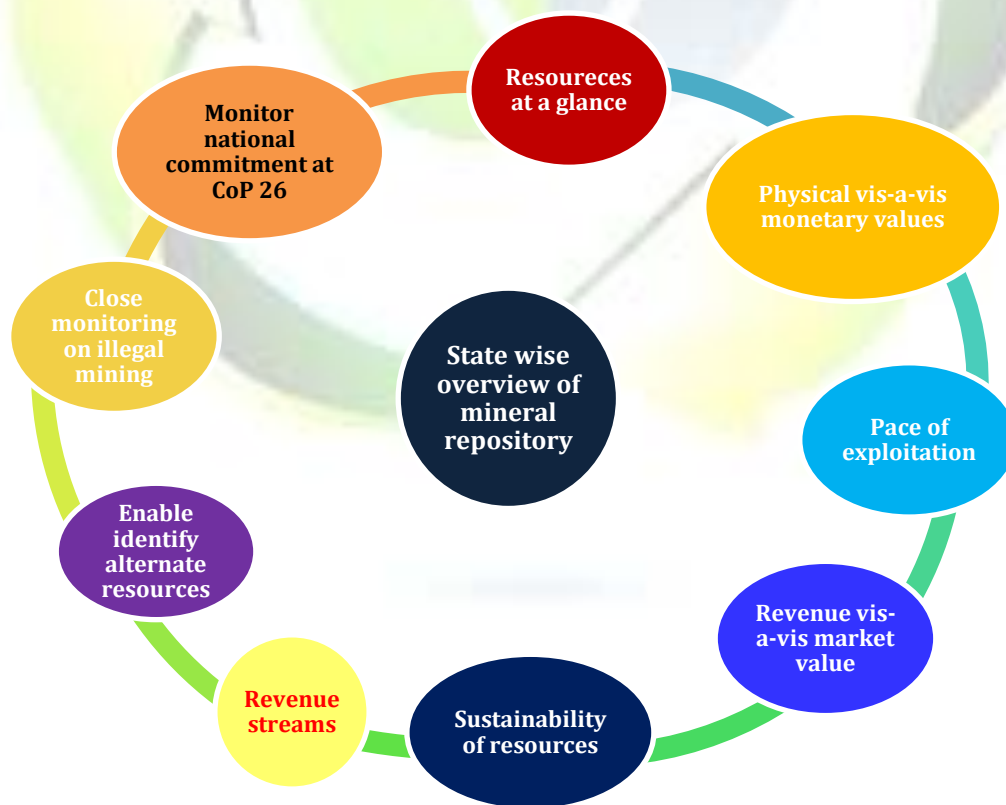 Resoureces
at a glance
Physical vis-a-vis
monetary values
Pace of
exploitation
Revenue vis-
a-vis market
value
Sustainability
of resources
Revenue
streams
Enable
identify
alternate
resources
Close
monitoring
on illegal
mining
Monitor
national
commitment at
CoP 26
State wise
overview of
mineral
repository